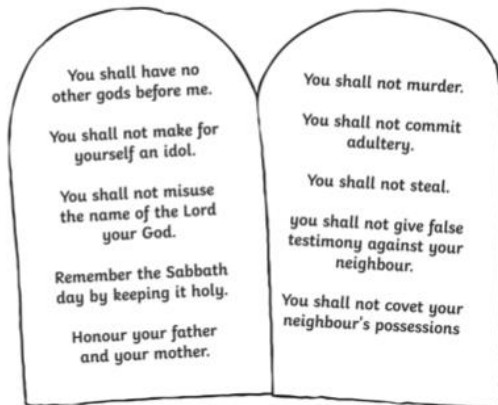 You shall have no
other gods before me.
You shall not make for
yourself an idol.
You shall not misuse
the name of the Lord
your God.
Remember the Sabbath
day by keeping it holy.
Honour your father
and your mother.
You shall not murder.
You shall not commit
adultery.
You shall not steal.
you shall not give false
testimony against your
neighbour.
You shall not covet your
neighbour's possessions